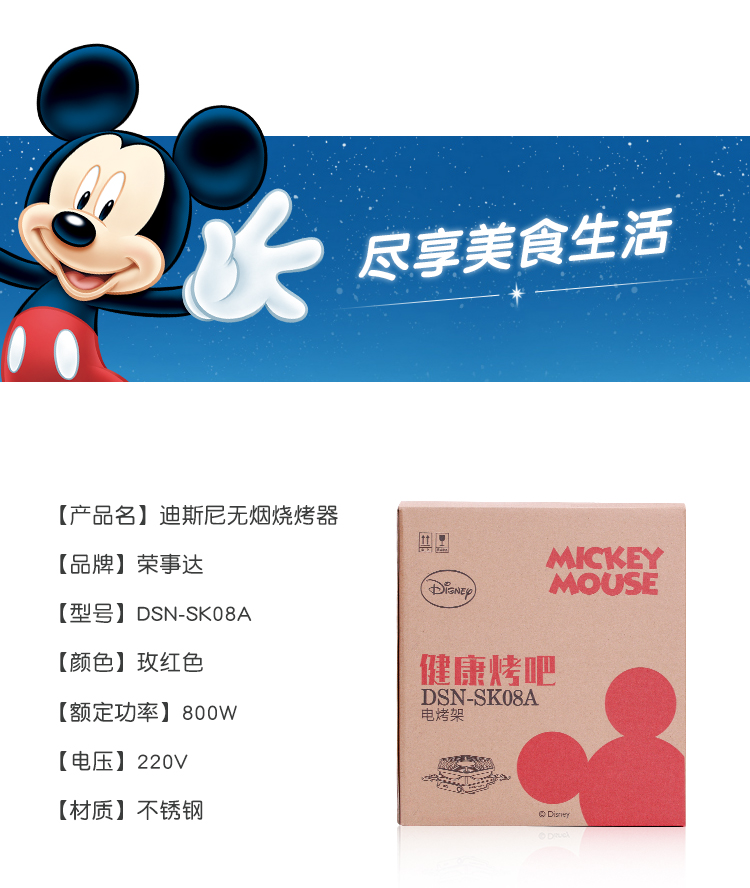 尽享美食生活
【产品名】迪斯尼无烟烧烤器
【品牌】荣事达
【型号】DSN-SK08A
【颜色】玫红色
【额定功率】800W
【电压】220V
【材质】不锈钢
MICKEY
MOUSE
Disney
健康烤吧
DSN-SK08A
电烤架
© Disney